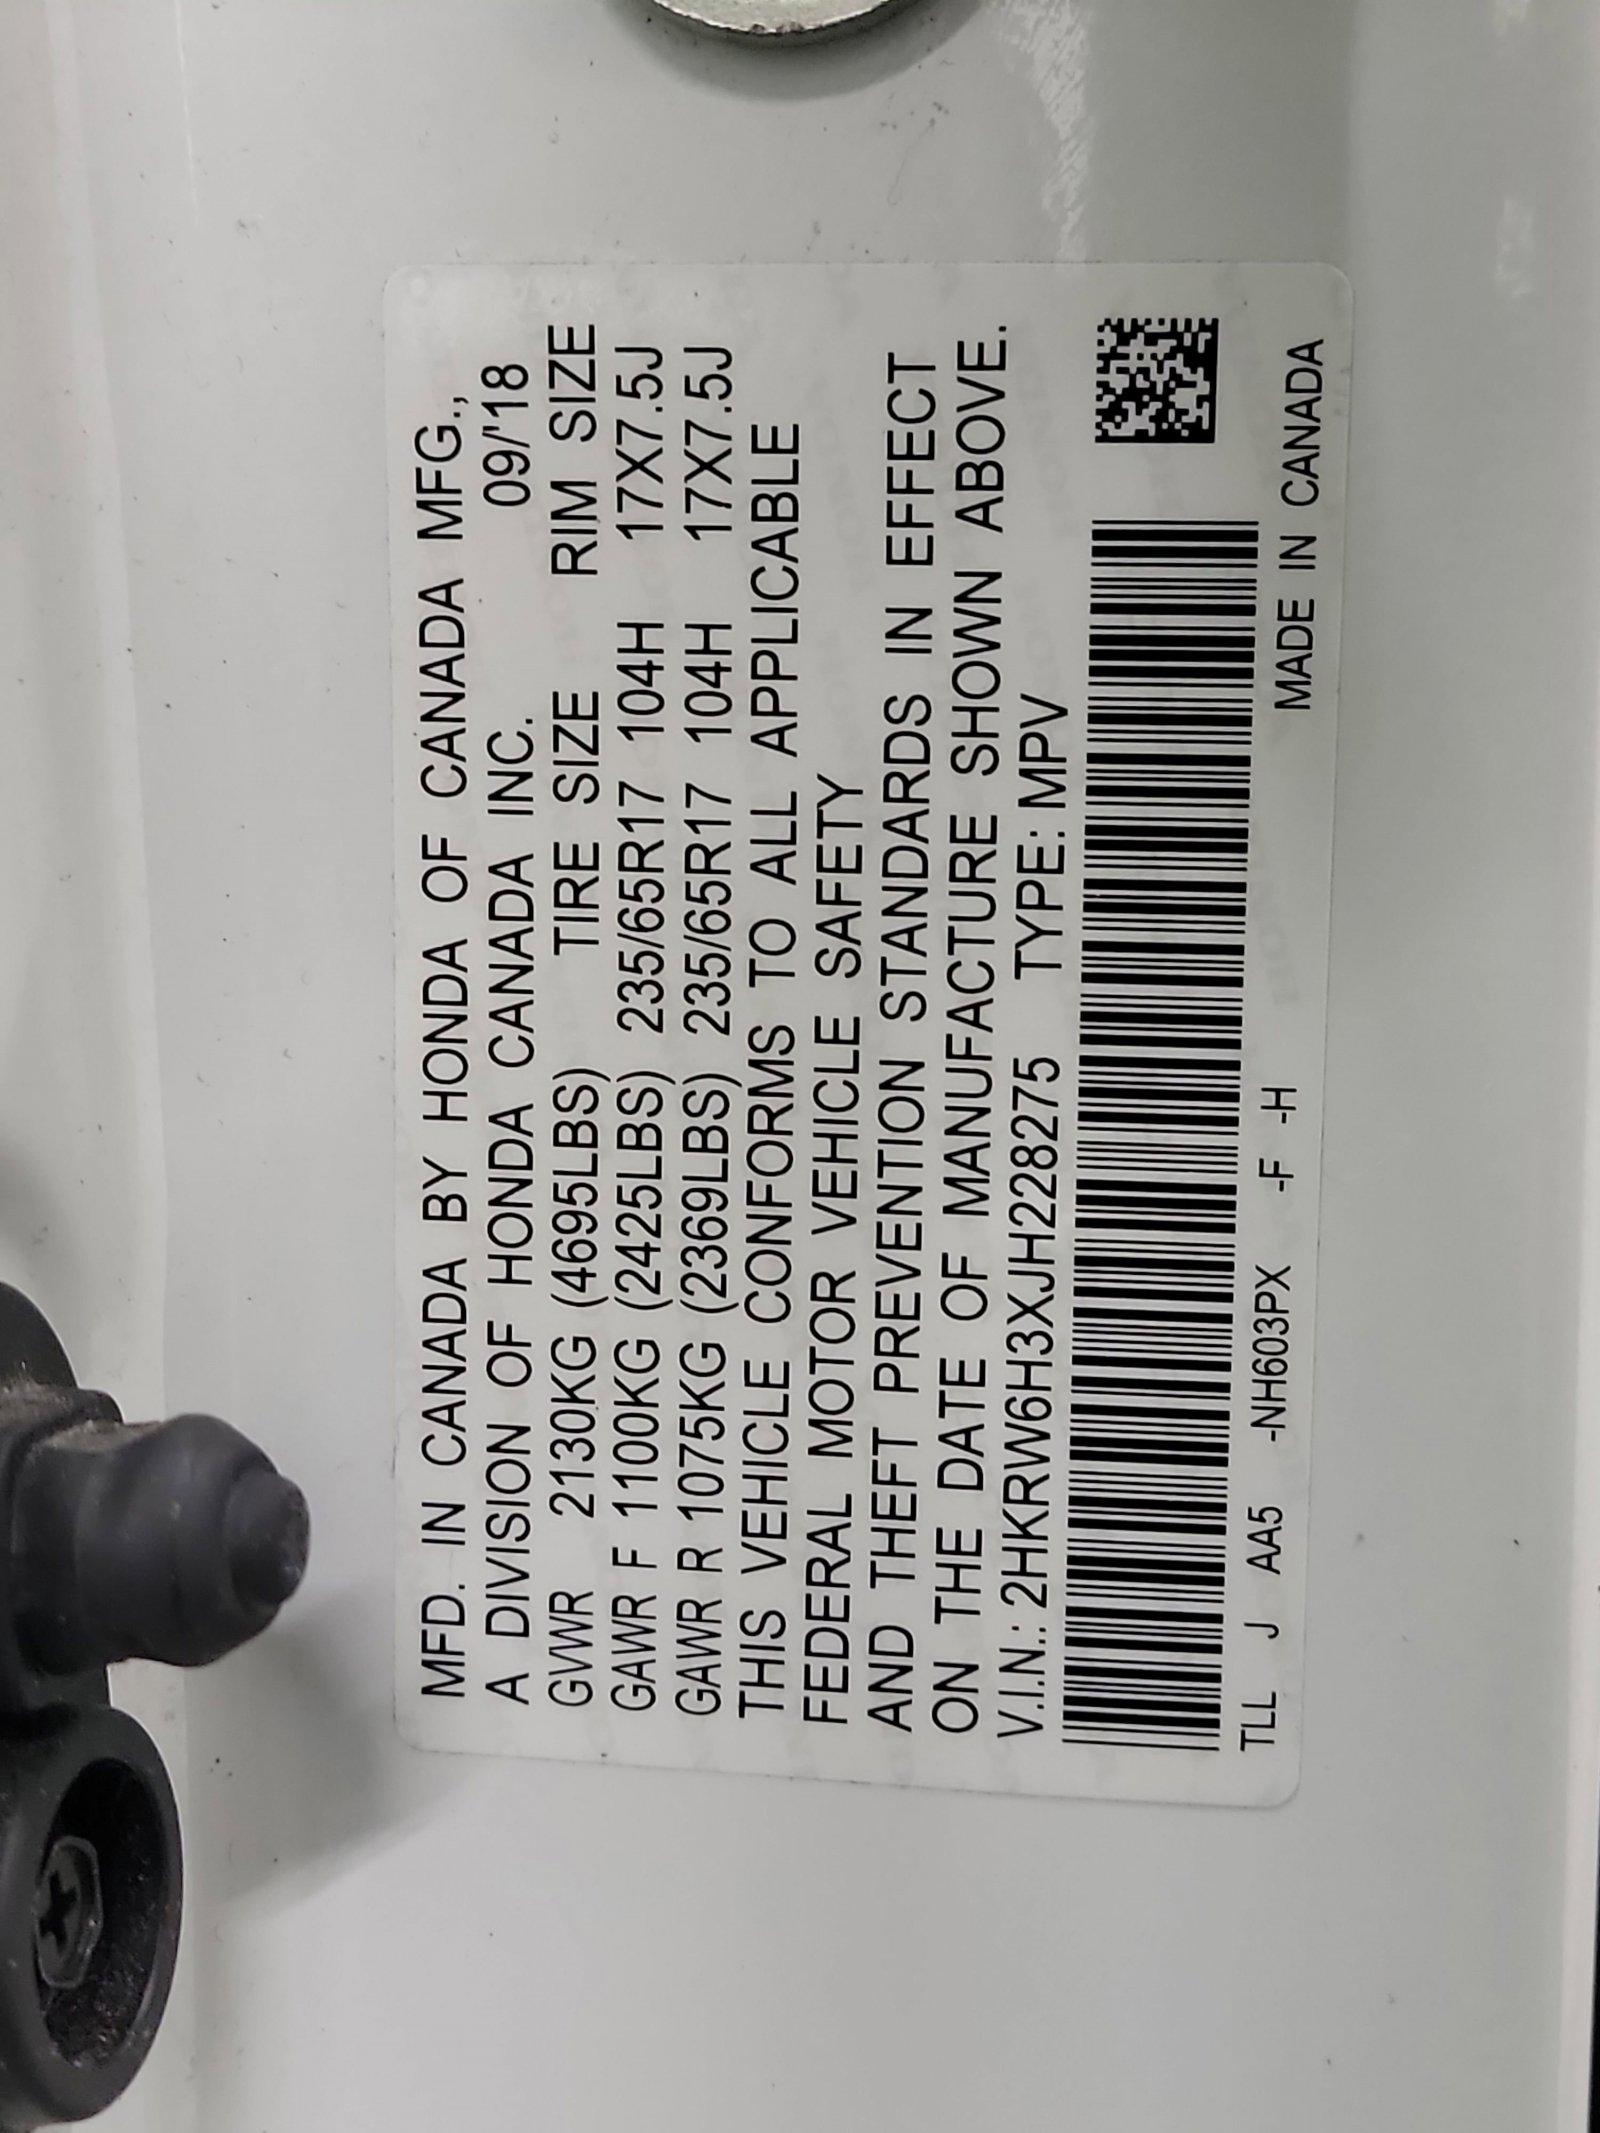 MFD. IN CANADA BY HONDA OF CANADA MFG.,
A DIVISION OF HONDA CANADA INC. 09/'18
GVWR 2130KG (4695LBS) TIRE SIZE RIM SIZE
GAWR F 1100KG (2425LBS) 235/65R17 104H 17X7.5J
GAWR R 1075KG (2369LBS) 235/65R17 104H 17X7.5J
THIS VEHICLE CONFORMS TO ALL APPLICABLE
FEDERAL MOTOR VEHICLE SAFETY
AND THEFT PREVENTION STANDARDS IN EFFECT
ON THE DATE OF MANUFACTURE SHOWN ABOVE.
V.I.N.: 2HKRW6H3XJH228275 TYPE: MPV
TLL J AA5 -NH603PX -F -H MADE IN CANADA